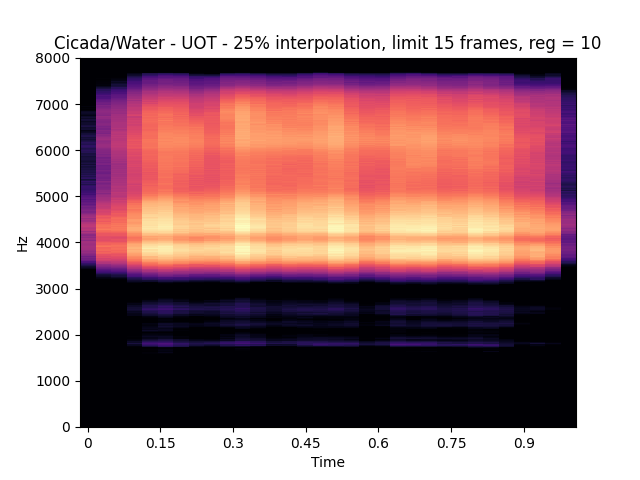 Cicada/Water - UOT - 25% interpolation, limit 15 frames, reg = 10
8000
7000
6000
5000
4000
3000
2000
1000
0
Hz
0 0.15 0.3 0.45 0.6 0.75 0.9
Time